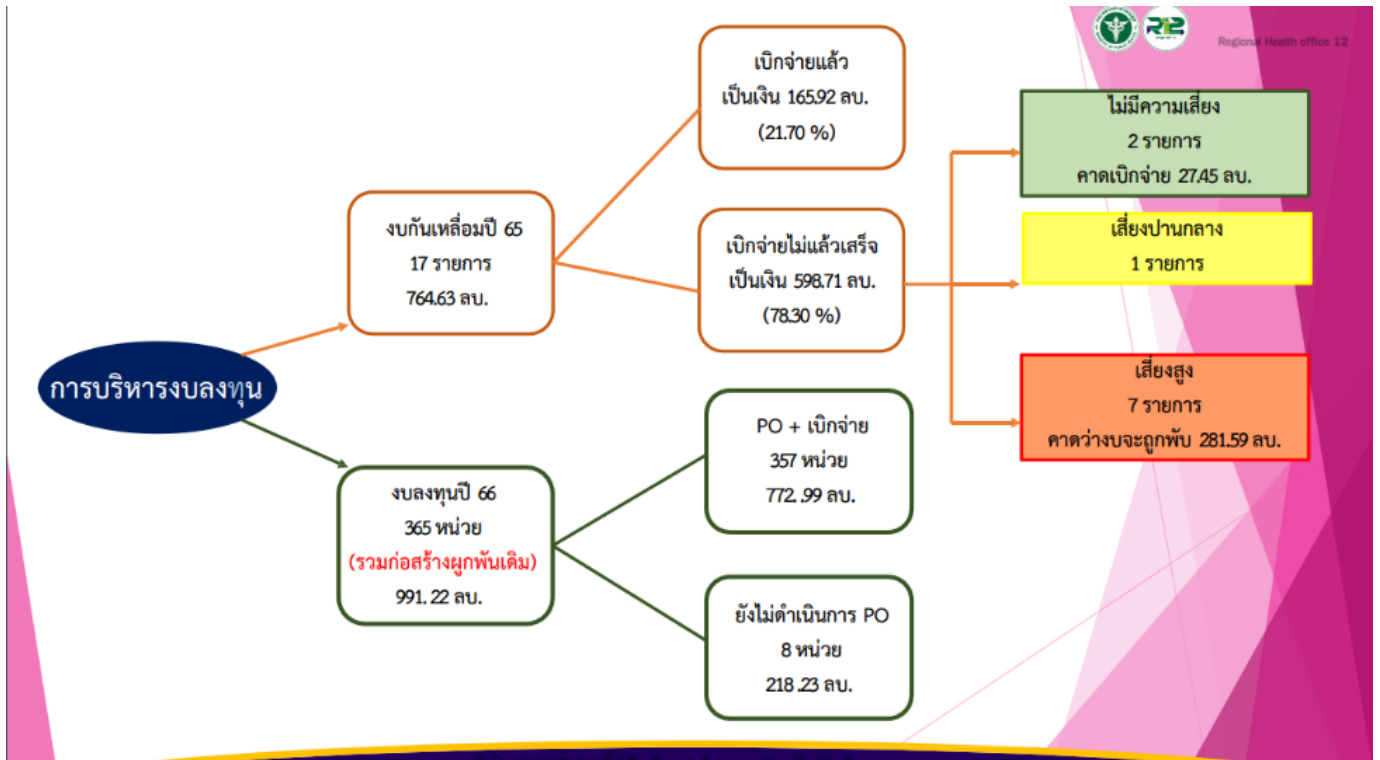 Regional Health office 12
การบริหารงบลงทุน
งบกันเหลื่อมปี 65
17 รายการ
764.63 ลบ.
เบิกจ่ายแล้ว
เป็นเงิน 165.92 ลบ.
(21.70 %)
เบิกจ่ายไม่แล้วเสร็จ
เป็นเงิน 598.71 ลบ.
(78.30 %)
ไม่มีความเสี่ยง
2 รายการ
คาดเบิกจ่าย 27.45 ลบ.
เสี่ยงปานกลาง
1 รายการ
เสี่ยงสูง
7 รายการ
คาดว่างบจะถูกพับ 281.59 ลบ.
งบลงทุนปี 66
365 หน่วย
(รวมก่อสร้างผูกพันเดิม)
991. 22 ลบ.
PO + เบิกจ่าย
357 หน่วย
772. .99 ลบ.
ยังไม่ดำเนินการ PO
8 หน่วย
218 .23 ลบ.